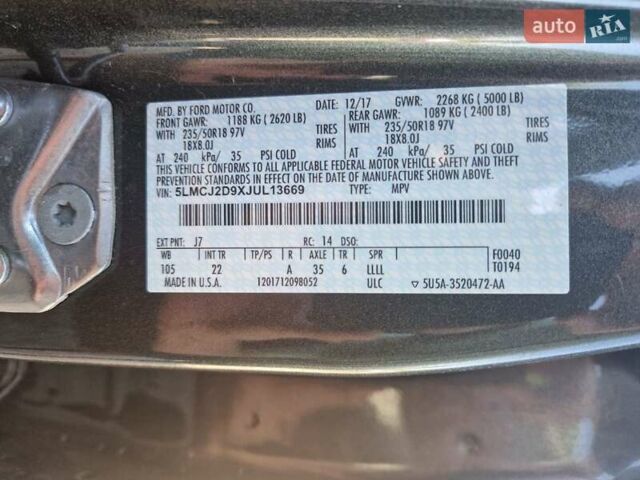 auto RIA.com
MFD. BY FORD MOTOR CO. DATE: 12/17 GVWR: 2268 KG ( 5000 LB)
FRONT GAWR: 1188 KG ( 2620 LB) REAR GAWR: 1089 KG ( 2400 LB)
WITH 235/50R18 97V TIRES WITH 235/50R18 97V TIRES
18X8.0J RIMS 18X8.0J RIMS
AT 240 kPa/ 35 PSI COLD AT 240 kPa/ 35 PSI COLD
THIS VEHICLE CONFORMS TO ALL APPLICABLE FEDERAL MOTOR VEHICLE SAFETY AND THEFT
PREVENTION STANDARDS IN EFFECT ON THE DATE OF MANUFACTURE SHOWN ABOVE.
VIN: 5LMCJ2D9XJUL13669 TYPE: MPV
EXT PNT: J7 RC: 14 DSO:
WB INT TR TP/PS R AXLE TR SPR F0040
105 22 A 35 6 LLLL T0194
MADE IN U.S.A. 1201712098052 ULC ▽ 5U5A-3520472-AA